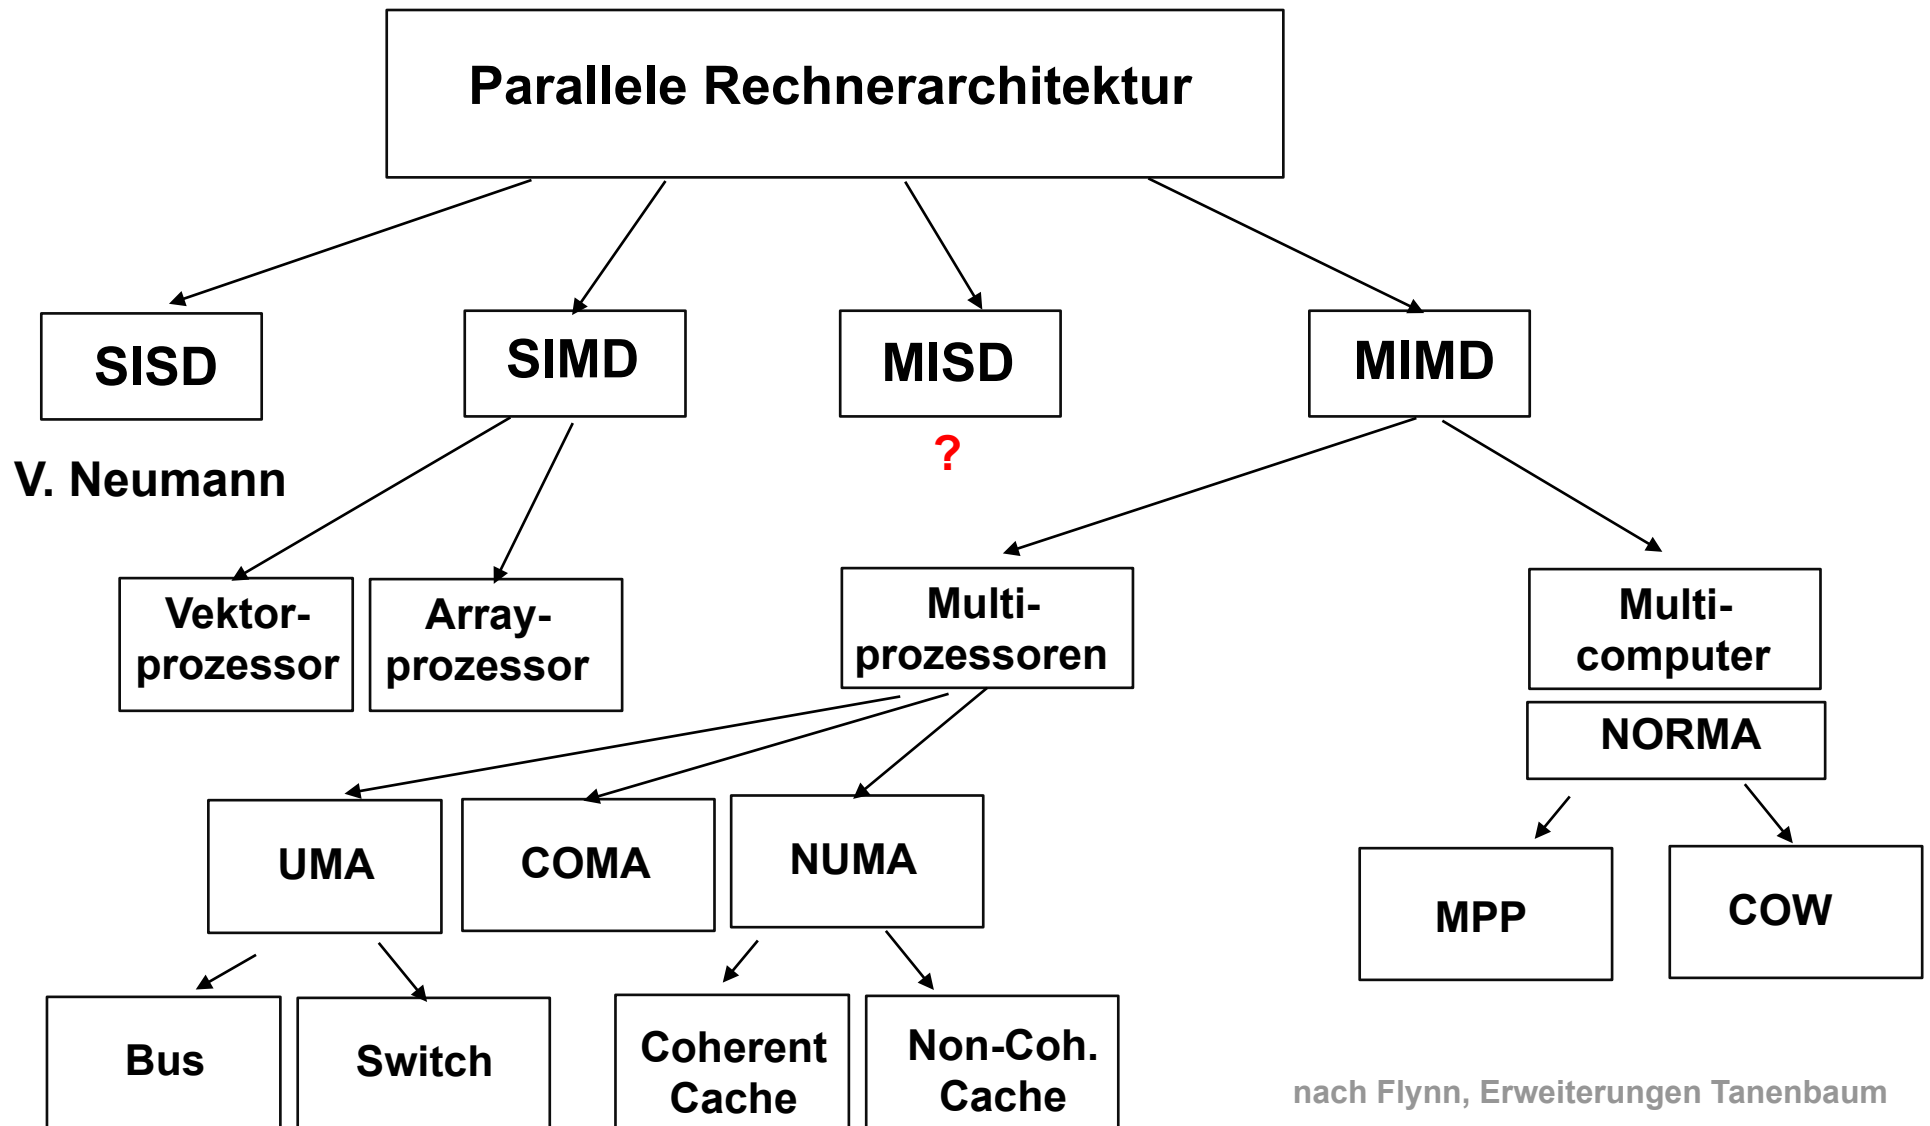 Parallele Rechnerarchitektur
SISD
SIMD
MISD
MIMD
?
V. Neumann
Vektor-
prozessor
Array-
prozessor
Multi-
prozessoren
Multi-
computer
NORMA
UMA
COMA
NUMA
MPP
COW
Bus
Switch
Coherent
Cache
Non-Coh.
Cache
nach Flynn, Erweiterungen Tanenbaum